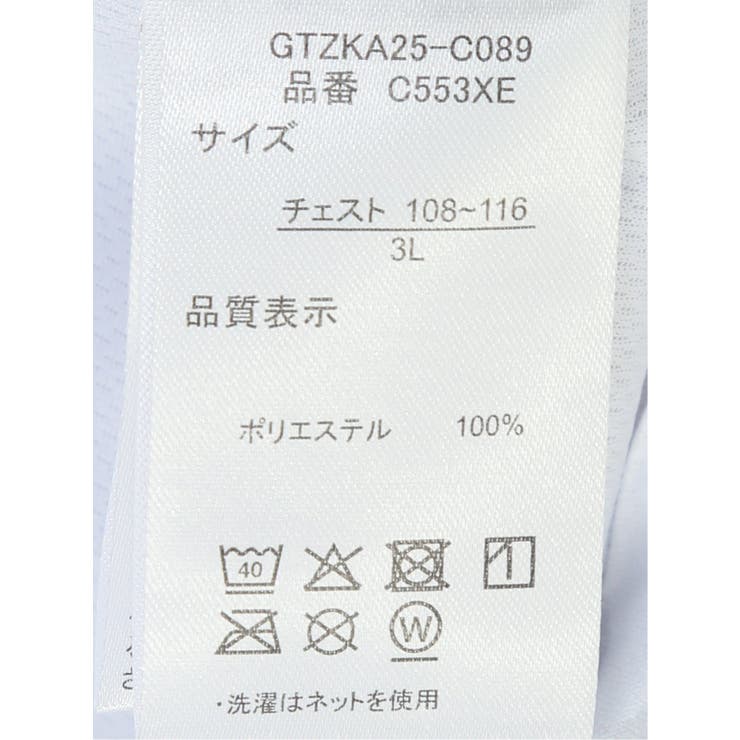 GTZKA25-C089
品番 C553XE
サイズ
チェスト 108~116
3L
品質表示
ポリエステル 100%
40
W
・洗濯はネットを使用